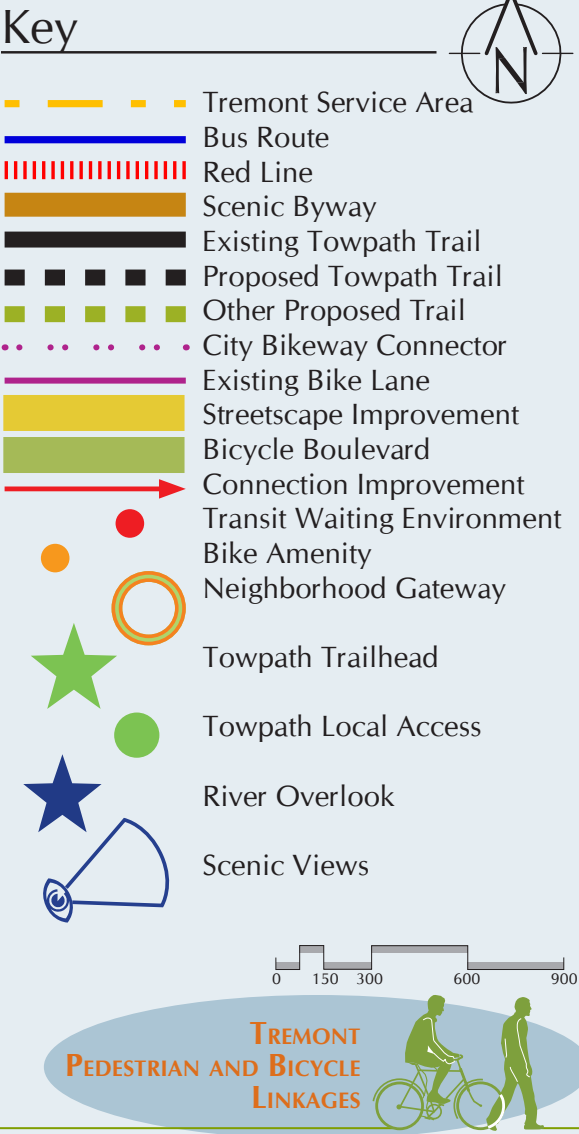 Key
N
Tremont Service Area
Bus Route
Red Line
Scenic Byway
Existing Towpath Trail
Proposed Towpath Trail
Other Proposed Trail
City Bikeway Connector
Existing Bike Lane
Streetscape Improvement
Bicycle Boulevard
Connection Improvement
Transit Waiting Environment
Bike Amenity
Neighborhood Gateway
Towpath Trailhead
Towpath Local Access
River Overlook
Scenic Views
0 150 300 600 900
TREMONT
PEDESTRIAN AND BICYCLE
LINKAGES